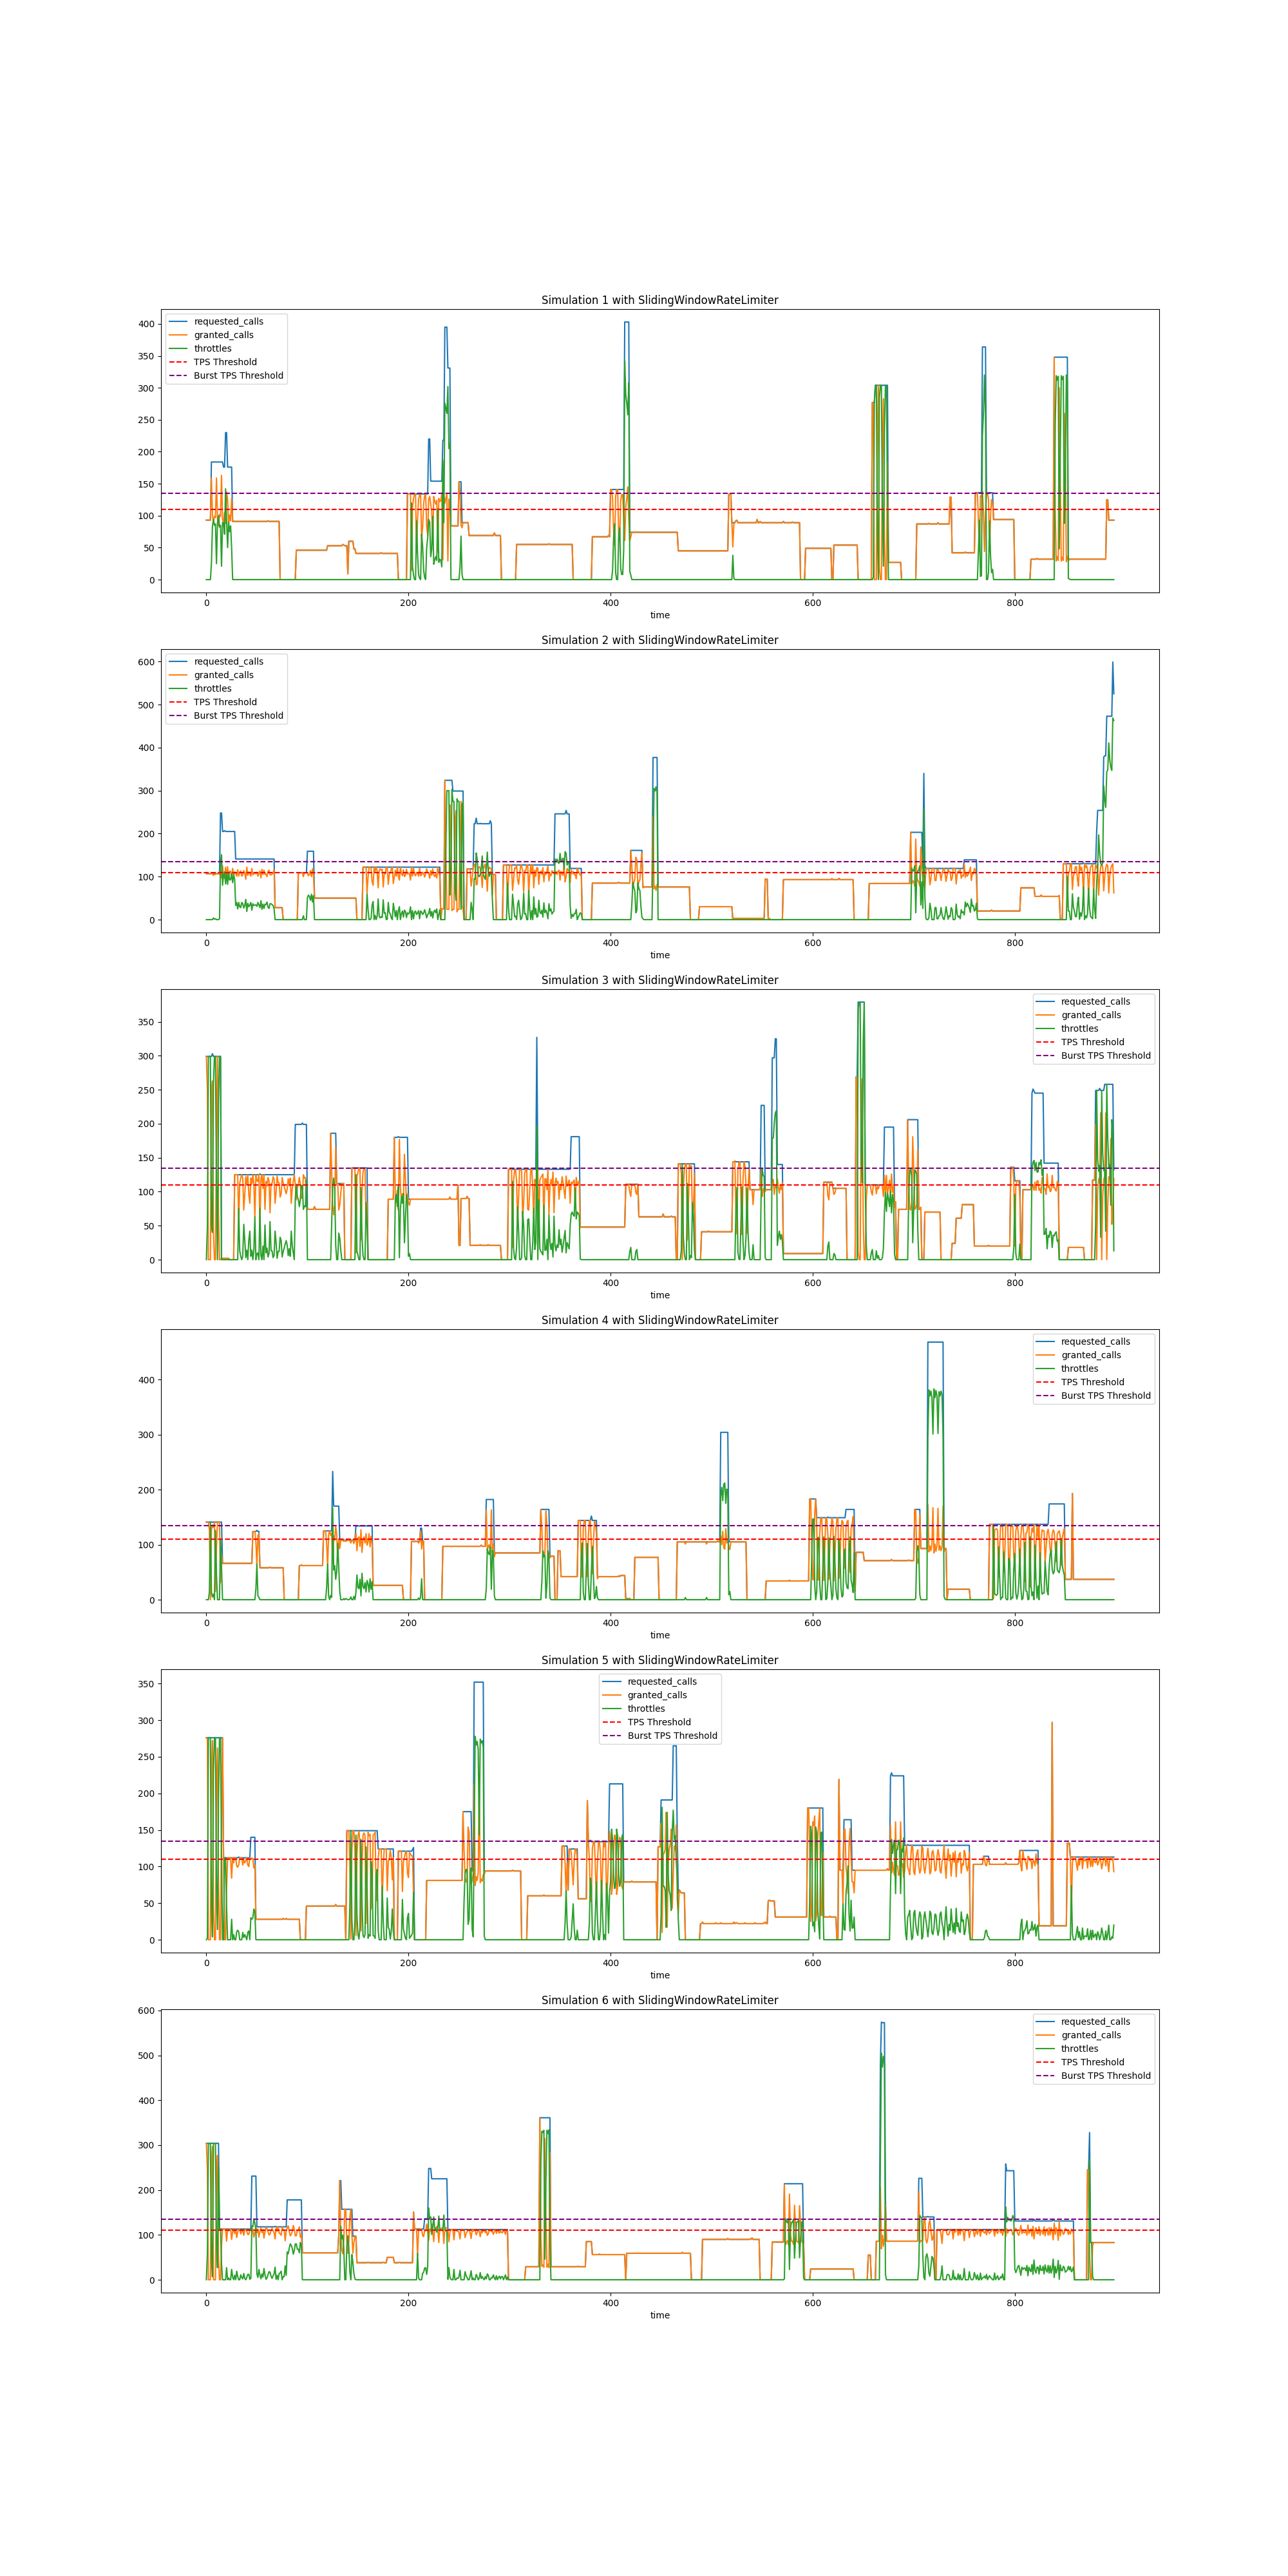 Simulation 1 with SlidingWindowRateLimiter
requested_calls
granted_calls
throttles
TPS Threshold
Burst TPS Threshold
400
350
300
250
200
150
100
50
0
0 200 400 600 800
time
Simulation 2 with SlidingWindowRateLimiter
requested_calls
granted_calls
throttles
TPS Threshold
Burst TPS Threshold
600
500
400
300
200
100
0
0 200 400 600 800
time
Simulation 3 with SlidingWindowRateLimiter
requested_calls
granted_calls
throttles
TPS Threshold
Burst TPS Threshold
350
300
250
200
150
100
50
0
0 200 400 600 800
time
Simulation 4 with SlidingWindowRateLimiter
requested_calls
granted_calls
throttles
TPS Threshold
Burst TPS Threshold
400
300
200
100
0
0 200 400 600 800
time
Simulation 5 with SlidingWindowRateLimiter
requested_calls
granted_calls
throttles
TPS Threshold
Burst TPS Threshold
350
300
250
200
150
100
50
0
0 200 400 600 800
time
Simulation 6 with SlidingWindowRateLimiter
requested_calls
granted_calls
throttles
TPS Threshold
Burst TPS Threshold
600
500
400
300
200
100
0
0 200 400 600 800
time